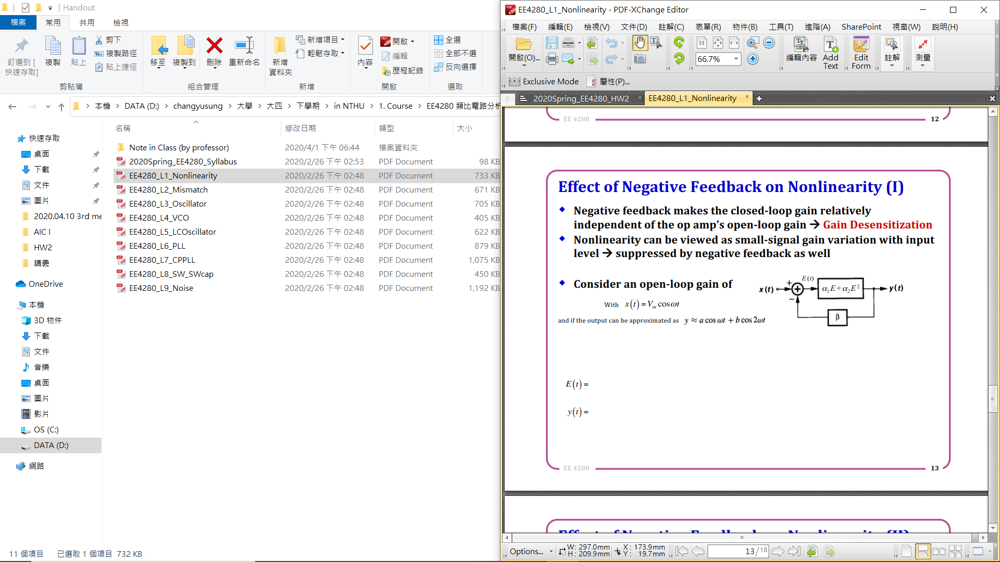 Handout
檔案 常用 共用 檢視
釘選到 [
快速存取]
複製
貼上
剪下
複製路徑
貼上捷徑
剪貼簿
移至
複製到
刪除
重新命名
組合管理
新增
資料夾
新增項目
輕鬆存取
新增
內容
開啟
編輯
歷程記錄
開啟
全選
全部不選
反向選擇
選取
本機 DATA (D:) changyusung 大學 大四 下學期 in NTHU 1. Course EE4280 類比電路分析
名稱 修改日期 類型 大小
Note in Class (by professor) 2020/4/1 下午 06:44 檔案資料夾
2020Spring_EE4280_Syllabus 2020/2/26 下午 02:53 PDF Document 98 KB
EE4280_L1_Nonlinearity 2020/2/26 下午 02:48 PDF Document 733 KB
EE4280_L2_Mismatch 2020/2/26 下午 02:48 PDF Document 671 KB
EE4280_L3_Oscillator 2020/2/26 下午 02:48 PDF Document 705 KB
EE4280_L4_VCO 2020/2/26 下午 02:48 PDF Document 405 KB
EE4280_L5_LCOscillator 2020/2/26 下午 02:48 PDF Document 622 KB
EE4280_L6_PLL 2020/2/26 下午 02:48 PDF Document 879 KB
EE4280_L7_CPPLL 2020/2/26 下午 02:48 PDF Document 1,075 KB
EE4280_L8_SW_SWcap 2020/2/26 下午 02:48 PDF Document 450 KB
EE4280_L9_Noise 2020/2/26 下午 02:48 PDF Document 1,192 KB
快速存取
桌面
下載
文件
圖片
2020.04.10 3rd me
AIC I
HW2
講義
OneDrive
本機
3D 物件
下載
文件
音樂
桌面
圖片
影片
OS (C:)
DATA (D:)
網路
11 個項目 已選取 1 個項目 732 KB
EE4280_L1_Nonlinearity - PDF-XChange Editor
檔案(F) 編輯(E) 檢視(V) 文件(D) 註解(C) 表單(R) 物件(B) 工具(T) 進階(A) SharePoint 視窗(W) 說明(H)
開啟(O)...
66.7%
編輯內容
Add
Text
Edit
Form
註解
測量
Exclusive Mode 屬性(P)...
2020Spring_EE4280_HW2 EE4280_L1_Nonlinearity
EE 4280 12
Effect of Negative Feedback on Nonlinearity (I)
Negative feedback makes the closed-loop gain relatively
independent of the op amp's open-loop gain → Gain Desensitization
Nonlinearity can be viewed as small-signal gain variation with input
level → suppressed by negative feedback as well
Consider an open-loop gain of
With x(t) = Vₘ cos ωt
and if the output can be approximated as y ≈ a cos ωt + b cos 2ωt
x(t) + − E(t) α₁E+α₂E² y(t)
β
E(t) =
y(t) =
EE 4280 13
Effect of Negative Feedback on Nonlinearity (II)
Options... W: 297.0mm
H: 209.9mm
X: 173.9mm
Y: 19.7mm
13/18